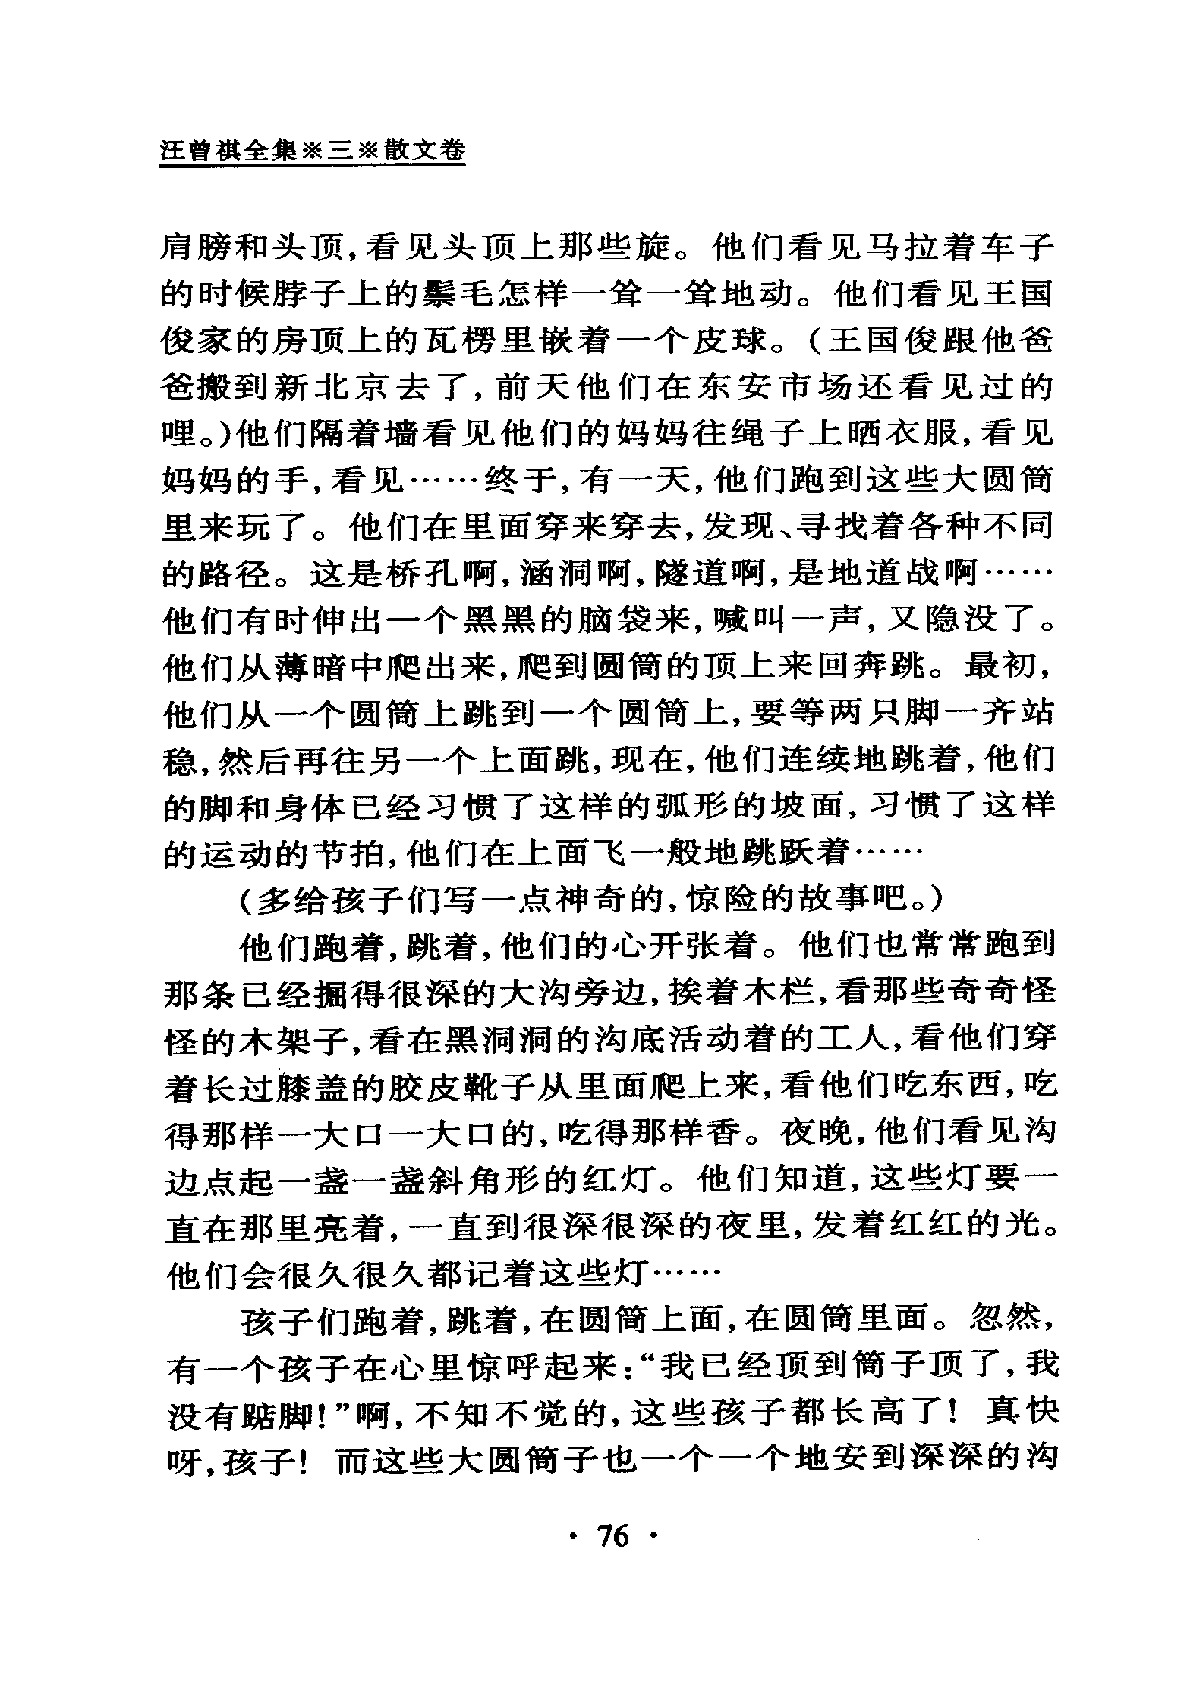 汪曾祺全集※三※散文卷
肩膀和头顶,看见头顶上那些旋。他们看见马拉着车子
的时候脖子上的鬃毛怎样一耸一耸地动。他们看见王国
俊家的房顶上的瓦楞里嵌着一个皮球。(王国俊跟他爸
爸搬到新北京去了,前天他们在东安市场还看见过的
哩。)他们隔着墙看见他们的妈妈往绳子上晒衣服,看见
妈妈的手,看见……终于,有一天,他们跑到这些大圆筒
里来玩了。他们在里面穿来穿去,发现、寻找着各种不同
的路径。这是桥孔啊,涵洞啊,隧道啊,是地道战啊……
他们有时伸出一个黑黑的脑袋来,喊叫一声,又隐没了。
他们从薄暗中爬出来,爬到圆筒的顶上来回奔跳。最初,
他们从一个圆筒上跳到一个圆筒上,要等两只脚一齐站
稳,然后再往另一个上面跳,现在,他们连续地跳着,他们
的脚和身体已经习惯了这样的弧形的坡面,习惯了这样
的运动的节拍,他们在上面飞一般地跳跃着……
(多给孩子们写一点神奇的,惊险的故事吧。)
他们跑着,跳着,他们的心开张着。他们也常常跑到
那条已经掘得很深的大沟旁边,挨着木栏,看那些奇奇怪
怪的木架子,看在黑洞洞的沟底活动着的工人,看他们穿
着长过膝盖的胶皮靴子从里面爬上来,看他们吃东西,吃
得那样一大口一大口的,吃得那样香。夜晚,他们看见沟
边点起一盏一盏斜角形的红灯。他们知道,这些灯要一
直在那里亮着,一直到很深很深的夜里,发着红红的光。
他们会很久很久都记着这些灯……
孩子们跑着,跳着,在圆筒上面,在圆筒里面。忽然,
有一个孩子在心里惊呼起来:“我已经顶到筒子顶了,我
没有踮脚!”啊,不知不觉的,这些孩子都长高了!真快
呀,孩子!而这些大圆筒子也一个一个地安到深深的沟
· 76 ·